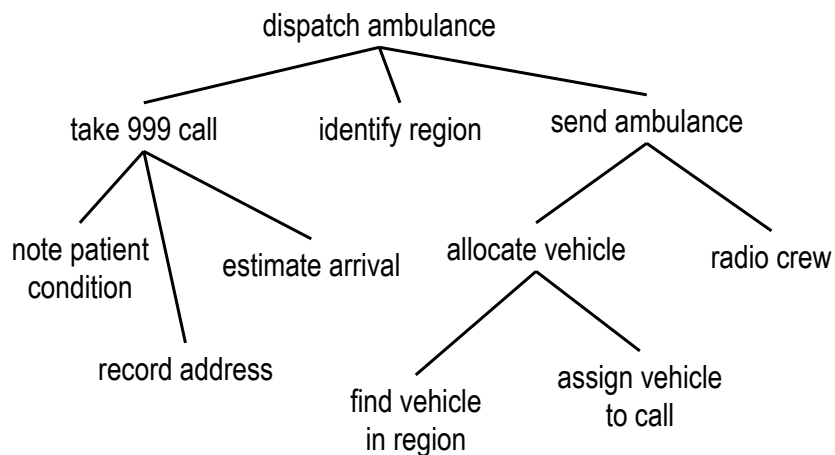 dispatch ambulance
take 999 call
identify region
send ambulance
note patient
condition
estimate arrival
allocate vehicle
radio crew
record address
find vehicle
in region
assign vehicle
to call